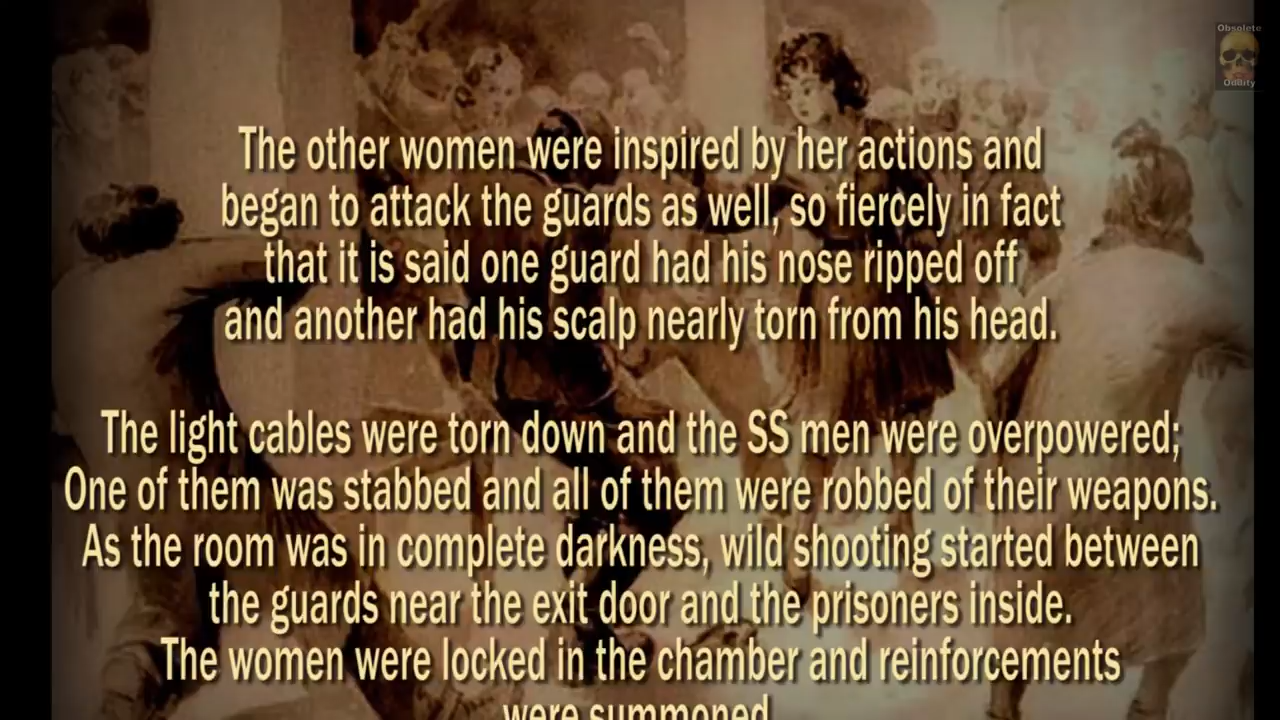 Obsolete
OdBity
The other women were inspired by her actions and
began to attack the guards as well, so fiercely in fact
that it is said one guard had his nose ripped off
and another had his scalp nearly torn from his head.
The light cables were torn down and the SS men were overpowered;
One of them was stabbed and all of them were robbed of their weapons.
As the room was in complete darkness, wild shooting started between
the guards near the exit door and the prisoners inside.
The women were locked in the chamber and reinforcements
were summoned